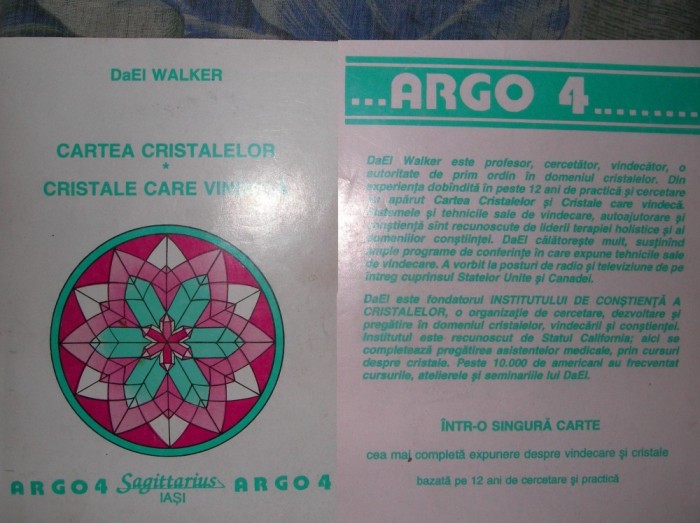 DaEl WALKER
CARTEA CRISTALELOR
*
CRISTALE CARE
ARGO 4 Sagittarius ARGO 4
IAȘI
...ARGO 4.........
DaEl Walker este profesor, cercetător, vindecător, o
autoritate de prim ordin în domeniul cristalelor. Din
experiența dobîndită în peste 12 ani de practică și cercetare
au apărut Cartea Cristalelor și Cristale care vindecă.
Sistemele și tehnicile sale de vindecare, autoajutorare și
conștiență sînt recunoscute de liderii terapiei holistice și ai
domeniilor conștiinței. DaEl călătorește mult, susținînd
ample programe de conferințe în care expune tehnicile sale
de vindecare. A vorbit la posturi de radio și televiziune de pe
întreg cuprinsul Statelor Unite și Canadei.
DaEl este fondatorul INSTITUTULUI DE CONȘTIENȚĂ A
CRISTALELOR, o organizație de cercetare, dezvoltare și
pregătire în domeniul cristalelor, vindecării și conștienței.
Institutul este recunoscut de Statul California; aici se
completează pregătirea asistentelor medicale, prin cursuri
despre cristale. Peste 10.000 de americani au frecventat
cursurile, atelierele și seminariile lui DaEl.
ÎNTR-O SINGURĂ CARTE
cea mai completă expunere despre vindecare și cristale
bazată pe 12 ani de cercetare și practică